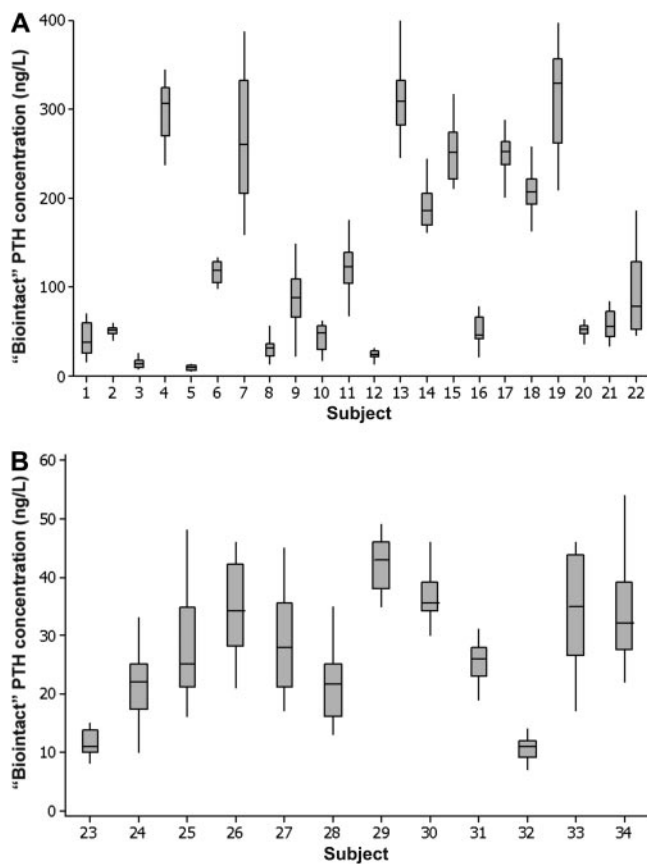 A
"Biointact" PTH concentration (ng/L)
400
300
200
100
0
1 2 3 4 5 6 7 8 9 10 11 12 13 14 15 16 17 18 19 20 21 22
Subject
B
"Biointact" PTH concentration (ng/L)
60
50
40
30
20
10
0
23 24 25 26 27 28 29 30 31 32 33 34
Subject